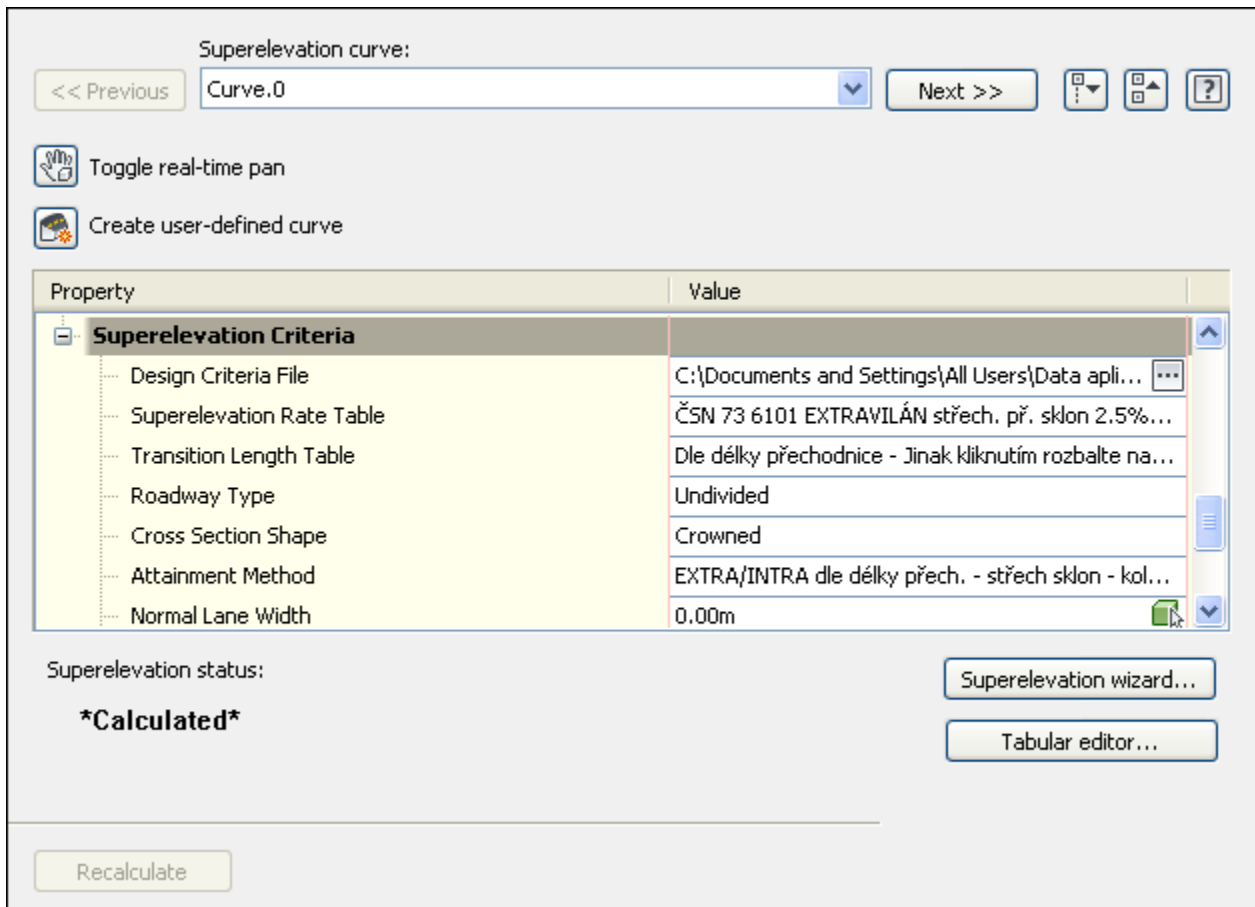 Superelevation curve:
<< Previous Curve.0 Next >> ?
Toggle real-time pan
Create user-defined curve
Property Value
Superelevation Criteria
Design Criteria File C:\Documents and Settings\All Users\Data apli... ...
Superelevation Rate Table ČSN 73 6101 EXTRAVILÁN střech. př. sklon 2.5%...
Transition Length Table Dle délky přechodnice - Jinak kliknutím rozbalte na...
Roadway Type Undivided
Cross Section Shape Crowned
Attainment Method EXTRA/INTRA dle délky přech. - střech sklon - kol...
Normal Lane Width 0.00m
Superelevation status:
Superelevation wizard...
*Calculated*
Tabular editor...
Recalculate